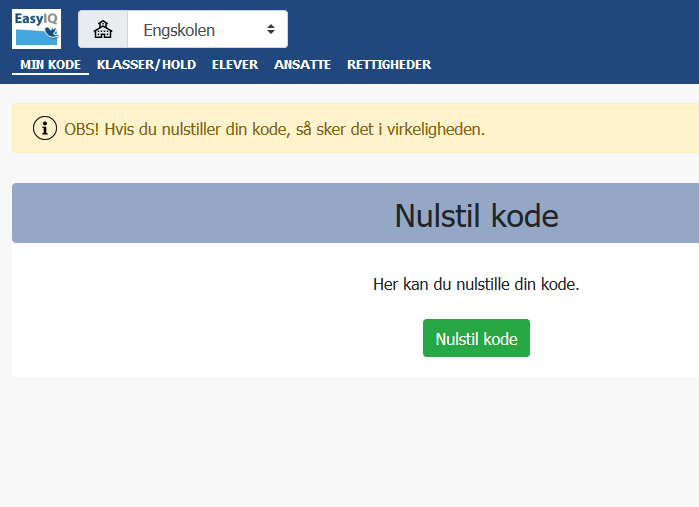 EasyIQ
Engskolen
MIN KODE KLASSER/HOLD ELEVER ANSATTE RETTIGHEDER
OBS! Hvis du nulstiller din kode, så sker det i virkeligheden.
Nulstil kode
Her kan du nulstille din kode.
Nulstil kode